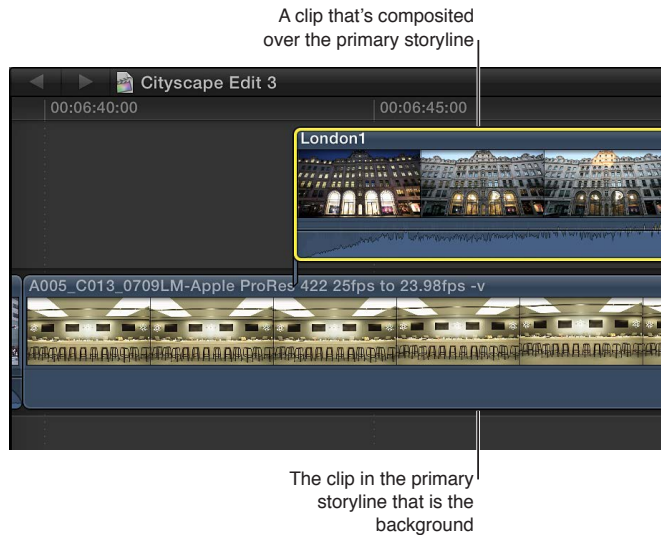 A clip that’s composited
over the primary storyline
Cityscape Edit 3
00:06:40:00
00:06:45:00
London1
A005_C013_0709LM-Apple ProRes 422 25fps to 23.98fps -v
The clip in the primary
storyline that is the
background